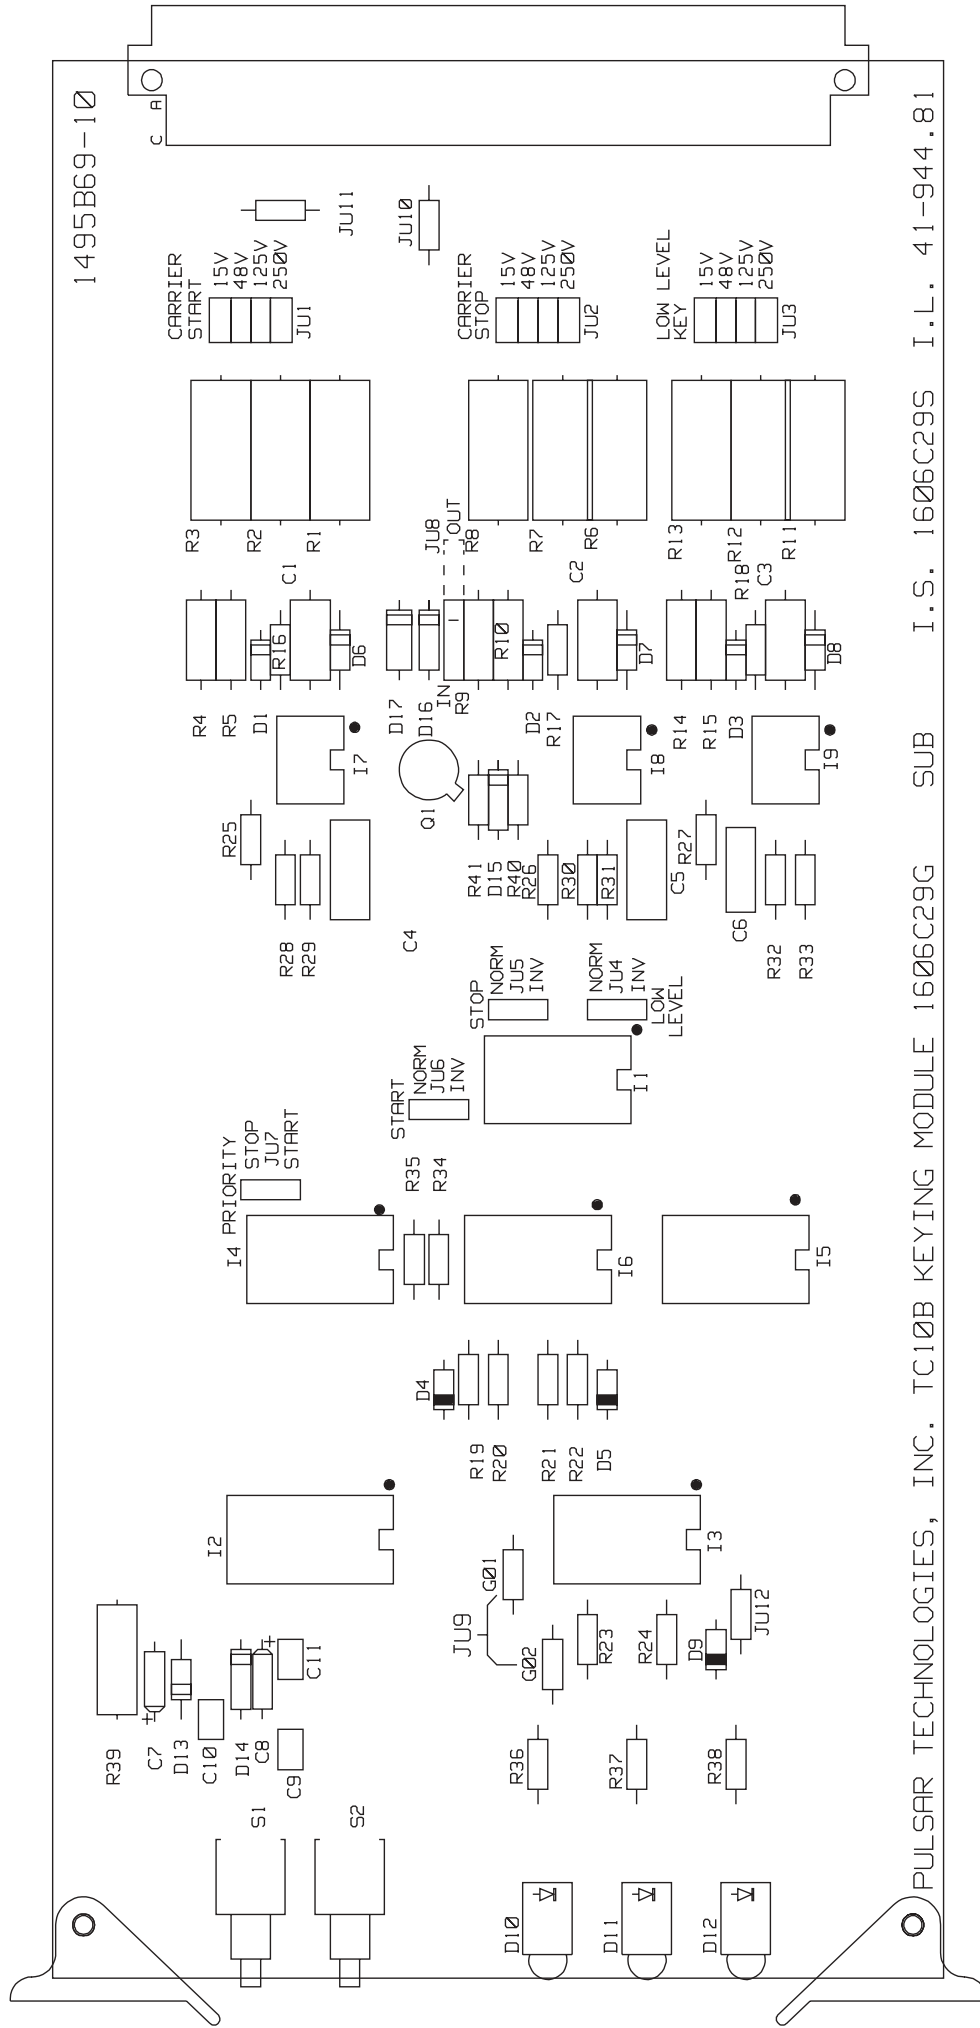 1495B69-10
C A
JU11
JU10
CARRIER
START
15V
48V
125V
250V
JU1
CARRIER
STOP
15V
48V
125V
250V
JU2
LOW LEVEL
KEY
15V
48V
125V
250V
JU3
R3
R2
R1
JU8
OUT
R8
R7
R6
R13
R12
R11
C1
C2
R18
C3
R16
D6
R10
D7
D8
IN
R9
R4
R5
D1
D17
D16
D2
R17
R14
R15
D3
I7
I8
I9
Q1
R25
R41
D15
R40
R26
R30
R31
C5
R27
C6
R28
R29
C4
R32
R33
STOP
NORM
JU5
INV
NORM
JU4
INV
LOW
LEVEL
START
NORM
JU6
INV
I1
PRIORITY
STOP
JU7
START
R35
R34
I4
I6
I5
D4
R19
R20
R21
R22
D5
I2
I3
JU9
G01
G02
R23
R24
D9
JU12
R39
+
C7
D13
C10
D14
C8
+
C11
C9
R36
R37
R38
S1
S2
D10
D11
D12
PULSAR TECHNOLOGIES, INC. TC10B KEYING MODULE 1606C29G SUB I.S. 1606C29S I.L. 41-944.81